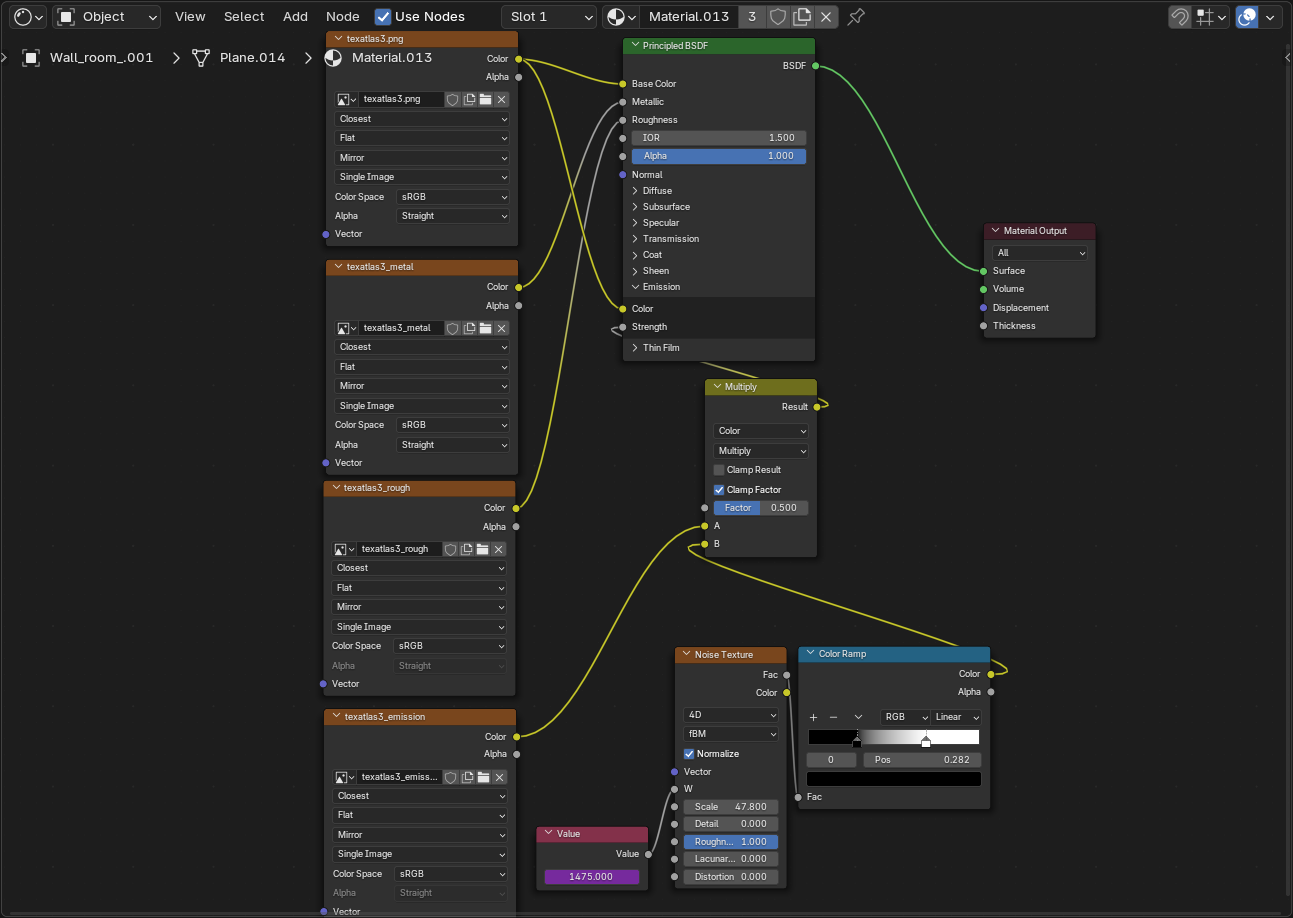 Object View Select Add Node Use Nodes Slot 1 Material.013 3
Wall_room_.001 Plane.014 Material.013
texatlas3.png
Color
Alpha
texatlas3.png
Closest
Flat
Mirror
Single Image
Color Space sRGB
Alpha Straight
Vector
texatlas3_metal
Color
Alpha
texatlas3_metal
Closest
Flat
Mirror
Single Image
Color Space sRGB
Alpha Straight
Vector
texatlas3_rough
Color
Alpha
texatlas3_rough
Closest
Flat
Mirror
Single Image
Color Space sRGB
Alpha Straight
Vector
texatlas3_emission
Color
Alpha
texatlas3_emiss...
Closest
Flat
Mirror
Single Image
Color Space sRGB
Alpha Straight
Vector
Principled BSDF
BSDF
Base Color
Metallic
Roughness
IOR 1.500
Alpha 1.000
Normal
Diffuse
Subsurface
Specular
Transmission
Coat
Sheen
Emission
Color
Strength
Thin Film
Material Output
All
Surface
Volume
Displacement
Thickness
Multiply
Result
Color
Multiply
Clamp Result
Clamp Factor
Factor 0.500
A
B
Value
Value
1475.000
Noise Texture
Fac
Color
4D
fBM
Normalize
Vector
W
Scale 47.800
Detail 0.000
Roughn... 1.000
Lacunar... 0.000
Distortion 0.000
Color Ramp
Color
Alpha
+ − RGB Linear
0 Pos 0.282
Fac